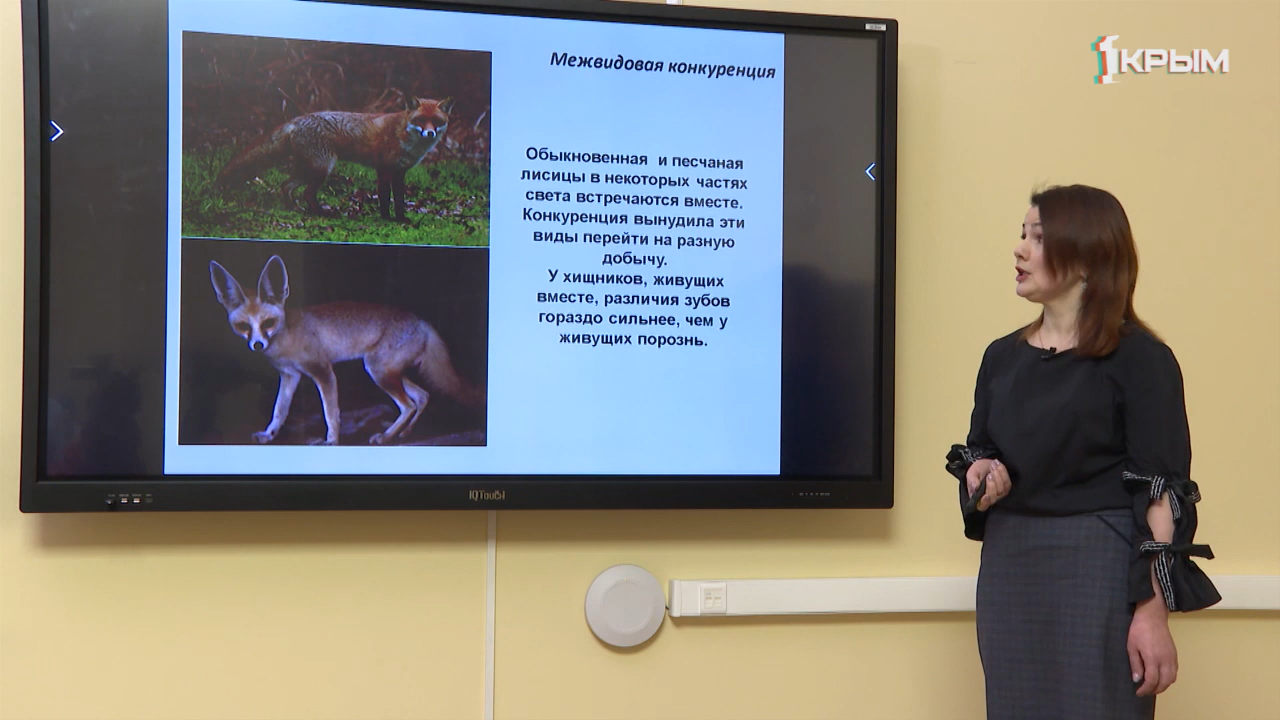 Межвидовая конкуренция
Обыкновенная и песчаная
лисицы в некоторых частях
света встречаются вместе.
Конкуренция вынудила эти
виды перейти на разную
добычу.
У хищников, живущих
вместе, различия зубов
гораздо сильнее, чем у
живущих порознь.
1КРЫМ
IQTouch